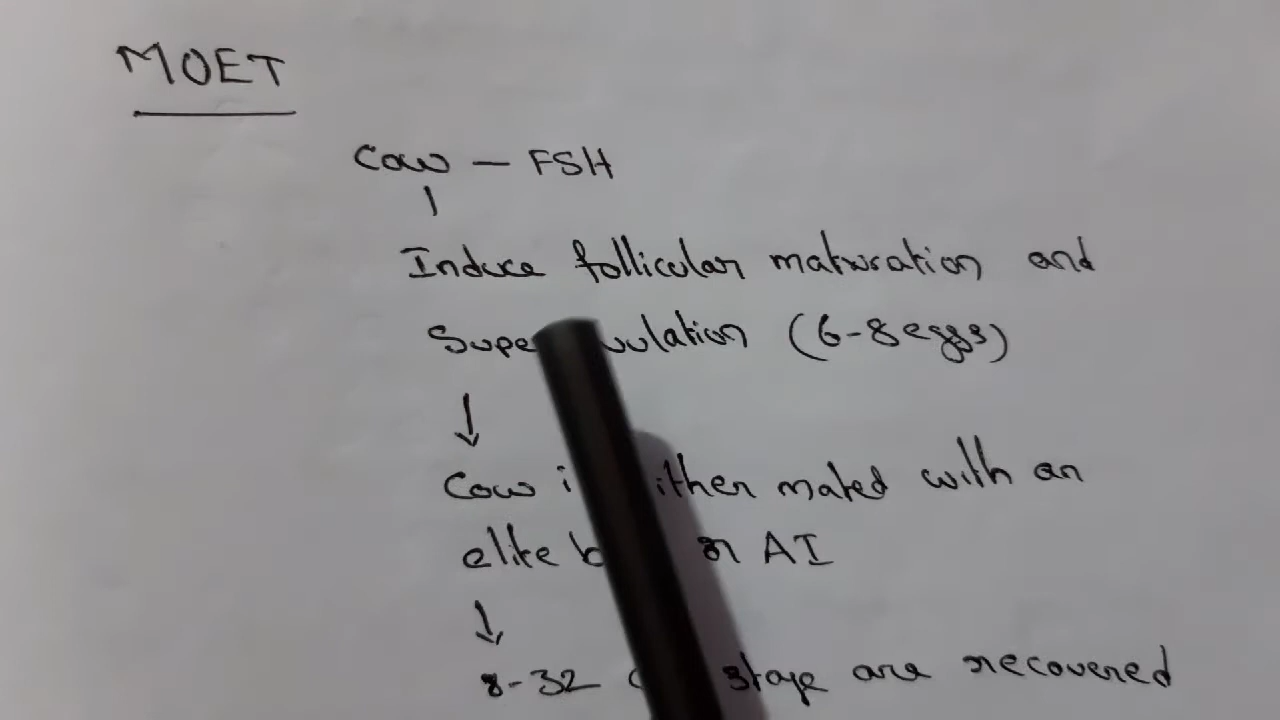 MOET
Cow – FSH
Induce follicular maturation and
Supe ovulation (6-8 eggs)
Cow i ither mated with an
elite b or AI
8-32 stage are recovered